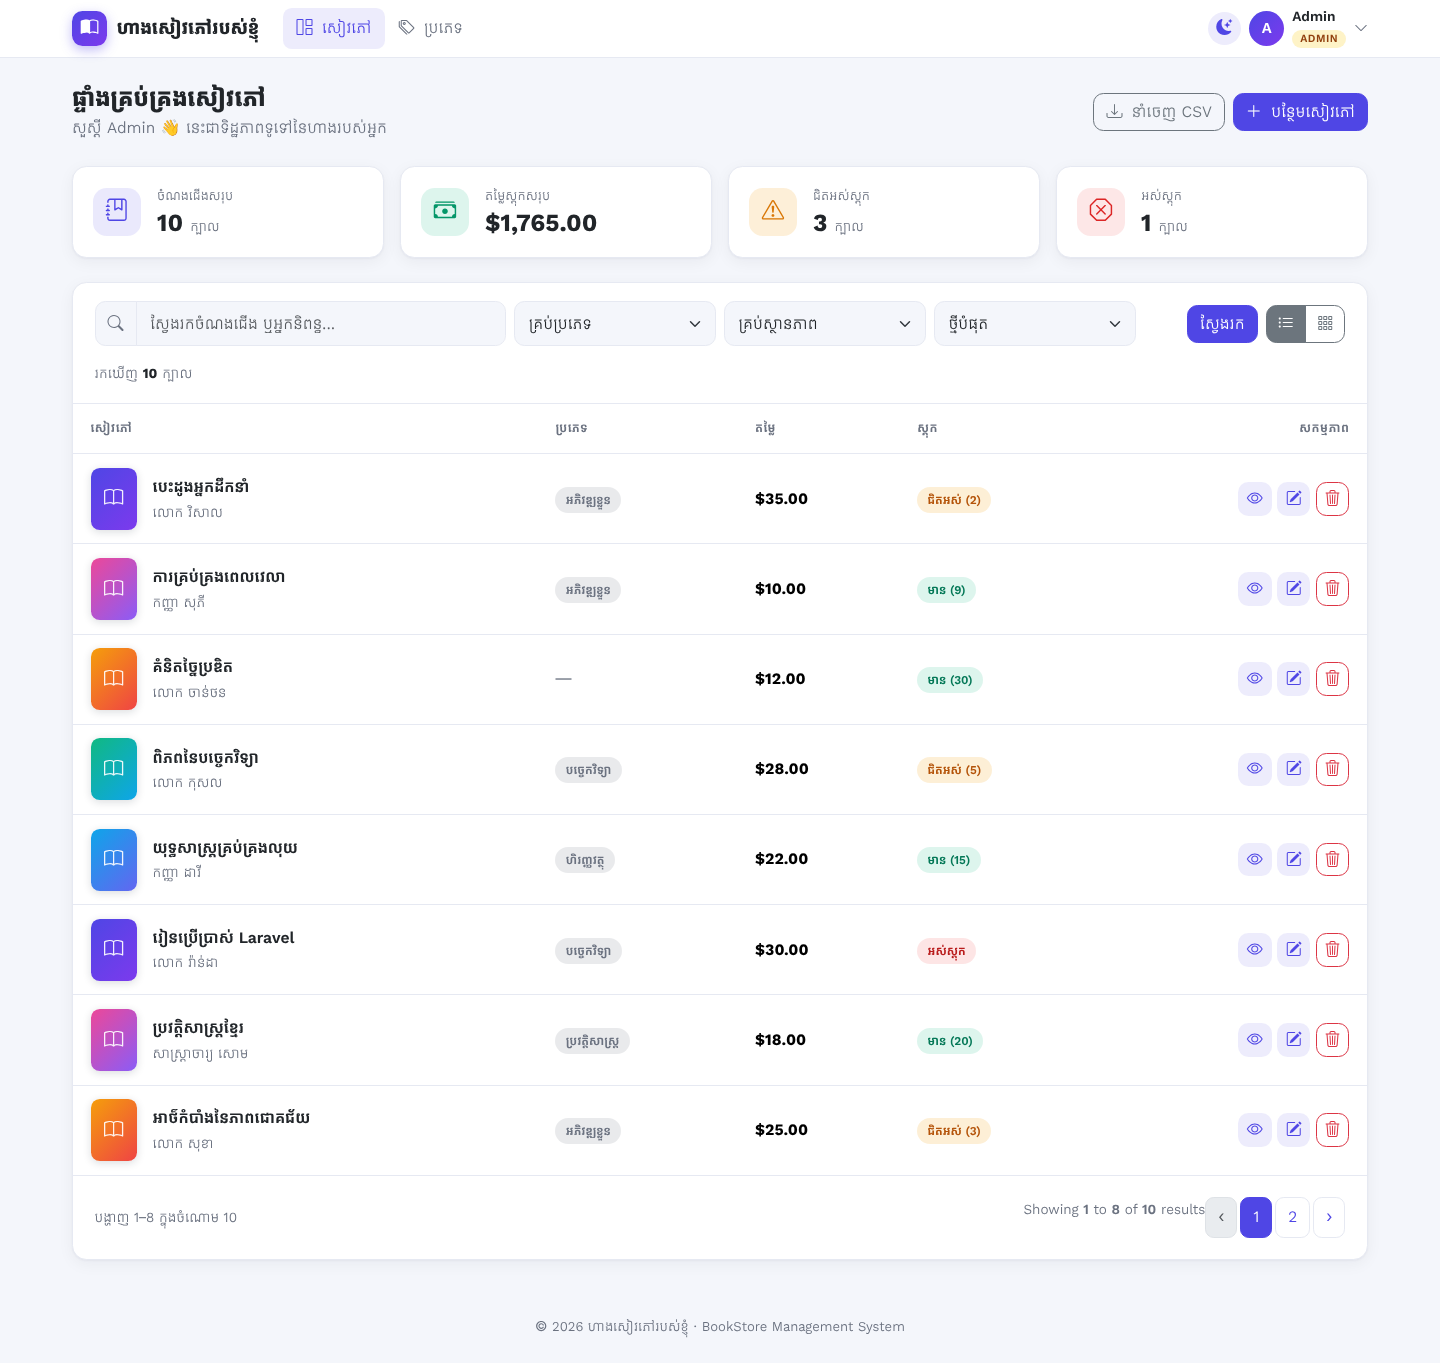 ហាងសៀវភៅរបស់ខ្ញុំ
សៀវភៅ
ប្រភេទ
A
Admin
ADMIN
ផ្ទាំងគ្រប់គ្រងសៀវភៅ
សួស្តី Admin 👋 នេះជាទិដ្ឋភាពទូទៅនៃហាងរបស់អ្នក
នាំចេញ CSV
បន្ថែមសៀវភៅ
ចំណងជើងសរុប
10 ក្បាល
តម្លៃស្តុកសរុប
$1,765.00
ជិតអស់ស្តុក
3 ក្បាល
អស់ស្តុក
1 ក្បាល
ស្វែងរកចំណងជើង ឬអ្នកនិពន្ធ...
គ្រប់ប្រភេទ
គ្រប់ស្ថានភាព
ថ្មីបំផុត
ស្វែងរក
រកឃើញ 10 ក្បាល
សៀវភៅ ប្រភេទ តម្លៃ ស្តុក សកម្មភាព
បេះដូងអ្នកដឹកនាំ
លោក វិសាល
អភិវឌ្ឍខ្លួន
$35.00
ជិតអស់ (2)
ការគ្រប់គ្រងពេលវេលា
កញ្ញា សុភី
អភិវឌ្ឍខ្លួន
$10.00
មាន (9)
គំនិតច្នៃប្រឌិត
លោក ចាន់ថន
—
$12.00
មាន (30)
ពិភពនៃបច្ចេកវិទ្យា
លោក កុសល
បច្ចេកវិទ្យា
$28.00
ជិតអស់ (5)
យុទ្ធសាស្ត្រគ្រប់គ្រងលុយ
កញ្ញា ដាវី
ហិរញ្ញវត្ថុ
$22.00
មាន (15)
រៀនប្រើប្រាស់ Laravel
លោក វ៉ាន់ដា
បច្ចេកវិទ្យា
$30.00
អស់ស្តុក
ប្រវត្តិសាស្ត្រខ្មែរ
សាស្ត្រាចារ្យ សោម
ប្រវត្តិសាស្ត្រ
$18.00
មាន (20)
អាថ៌កំបាំងនៃភាពជោគជ័យ
លោក សុខា
អភិវឌ្ឍខ្លួន
$25.00
ជិតអស់ (3)
បង្ហាញ 1–8 ក្នុងចំណោម 10
Showing 1 to 8 of 10 results
‹ 1 2 ›
© 2026 ហាងសៀវភៅរបស់ខ្ញុំ · BookStore Management System